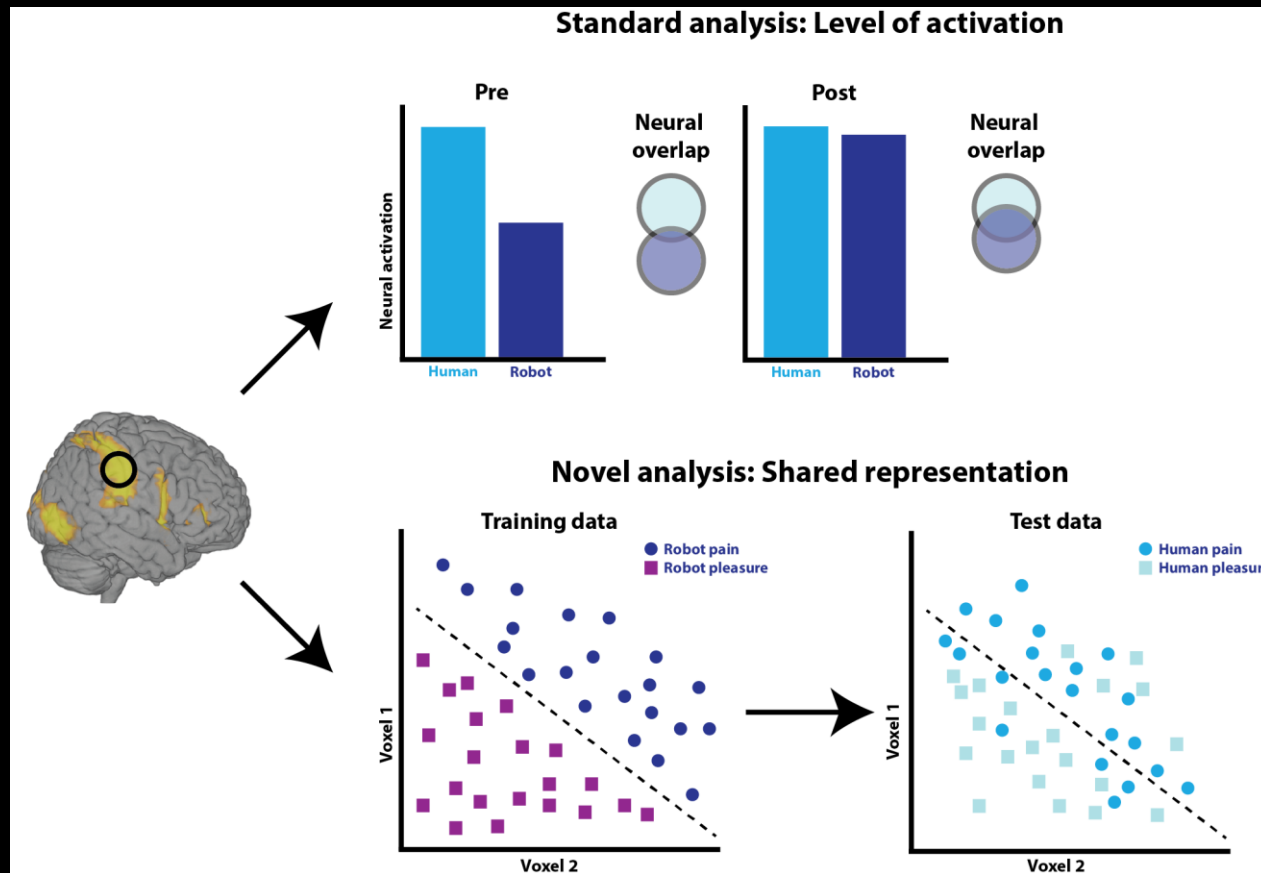 Standard analysis: Level of activation
Pre
Neural activation
Human
Robot
Neural
overlap
Post
Human
Robot
Neural
overlap
Novel analysis: Shared representation
Training data
Robot pain
Robot pleasure
Voxel 1
Voxel 2
Test data
Human pain
Human pleasure
Voxel 1
Voxel 2